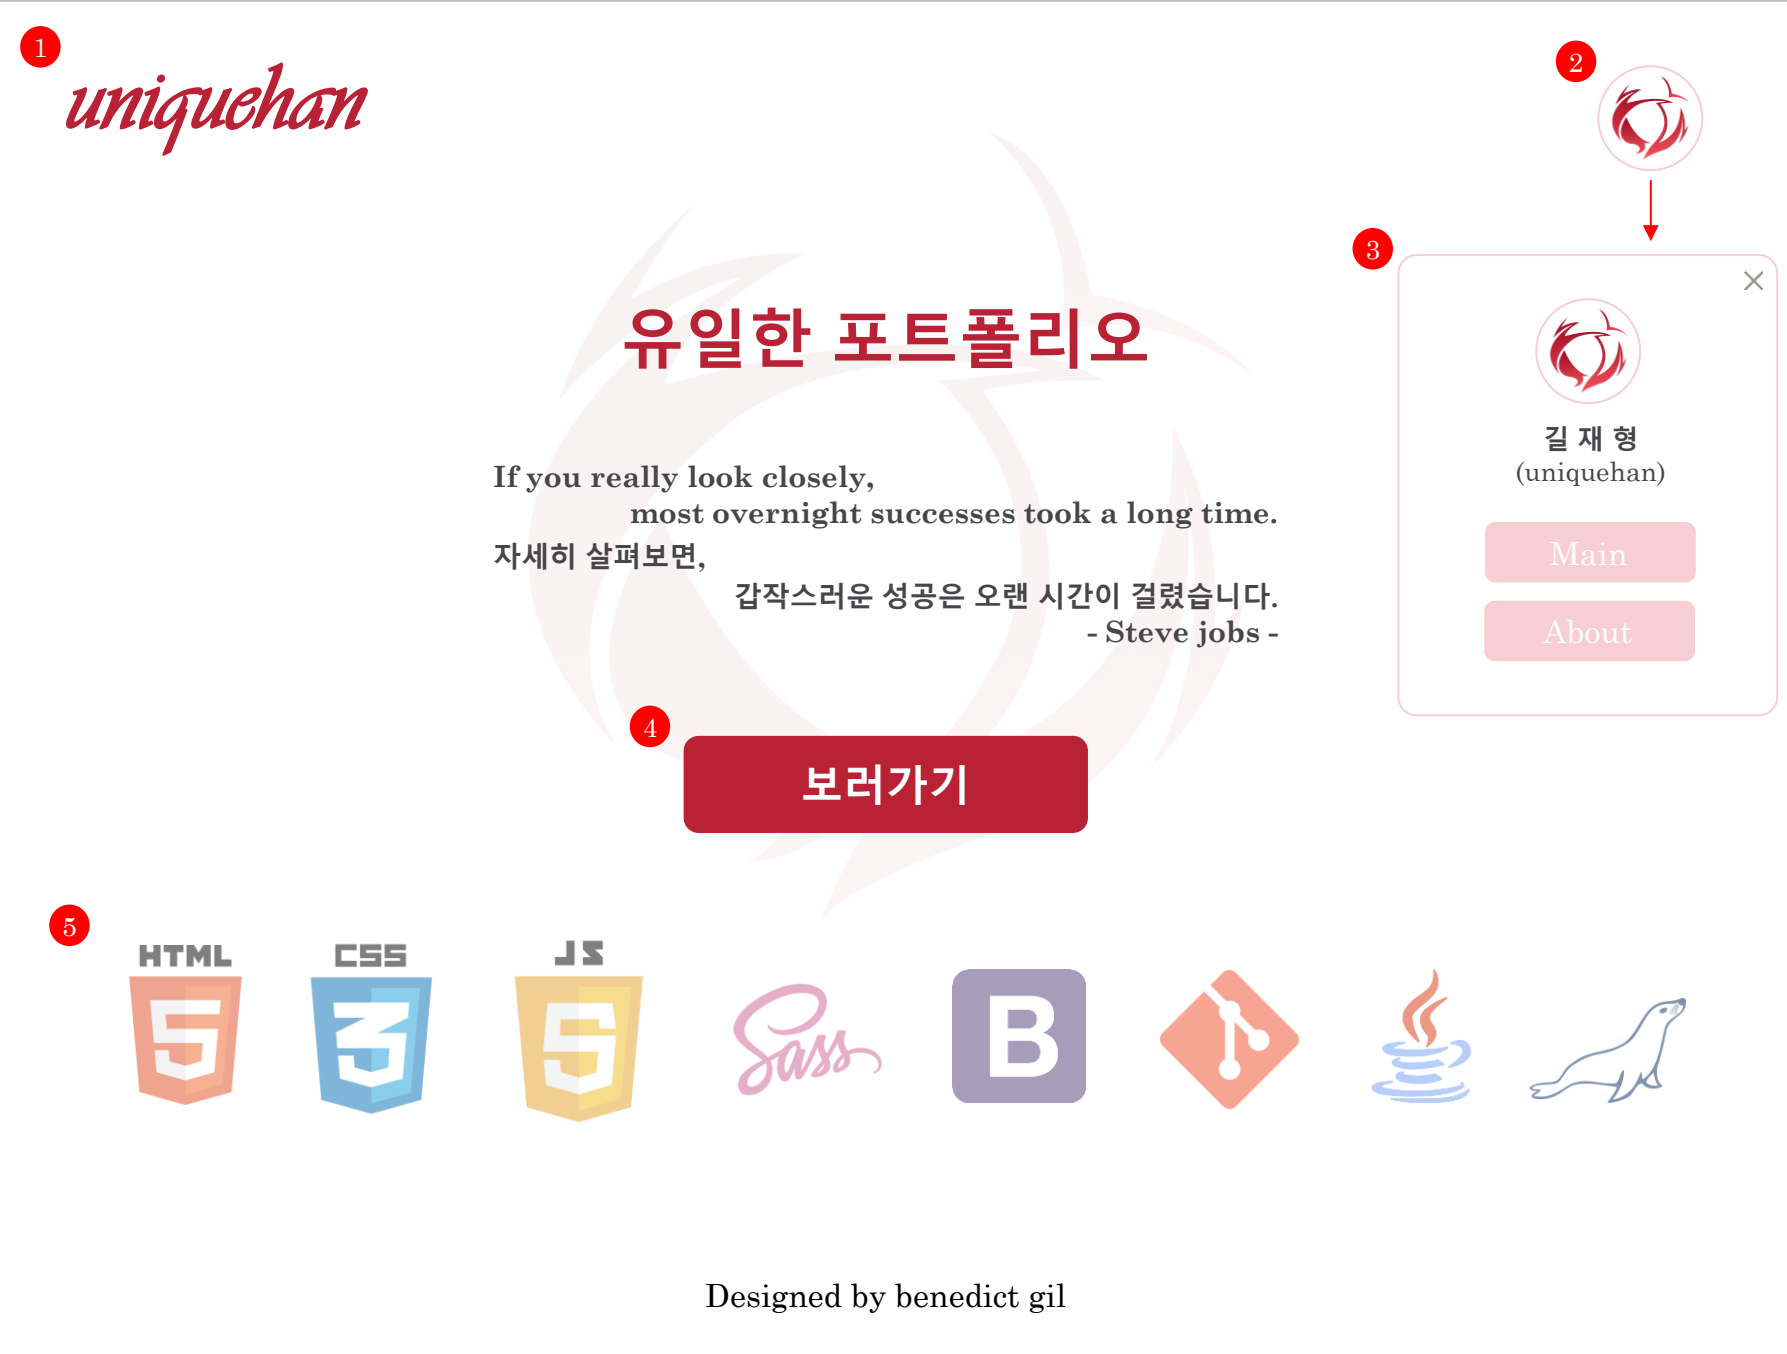 1
uniquehan
2
3
유일한 포트폴리오
If you really look closely,
most overnight successes took a long time.
자세히 살펴보면,
갑작스러운 성공은 오랜 시간이 걸렸습니다.
- Steve jobs -
길 재 형
(uniquehan)
Main
About
4
보러가기
5
HTML
5
CSS
3
JS
5
Sass
B
Designed by benedict gil